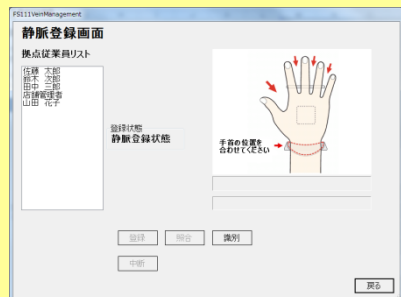 FS111VeinManagement
静脈登録画面
拠点従業員リスト
佐藤 太郎
鈴木 次郎
田中 三郎
店舗管理者
山田 花子
登録状態
静脈登録状態
手首の位置を
合わせてください
登録
照合
識別
中断
戻る